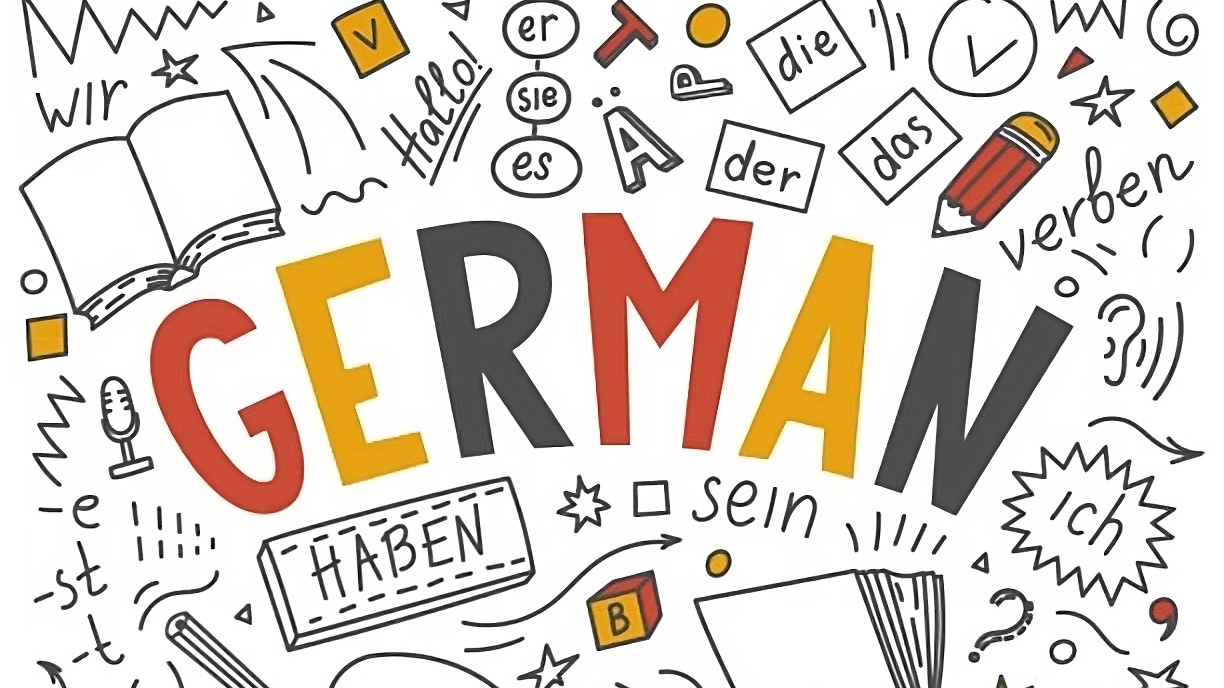 V
er
T
die
wir
Hallo!
sie
P
Ä
es
der
das
verben
GERMAN
-e
HABEN
sein
ich
-st
B
-t
?
,